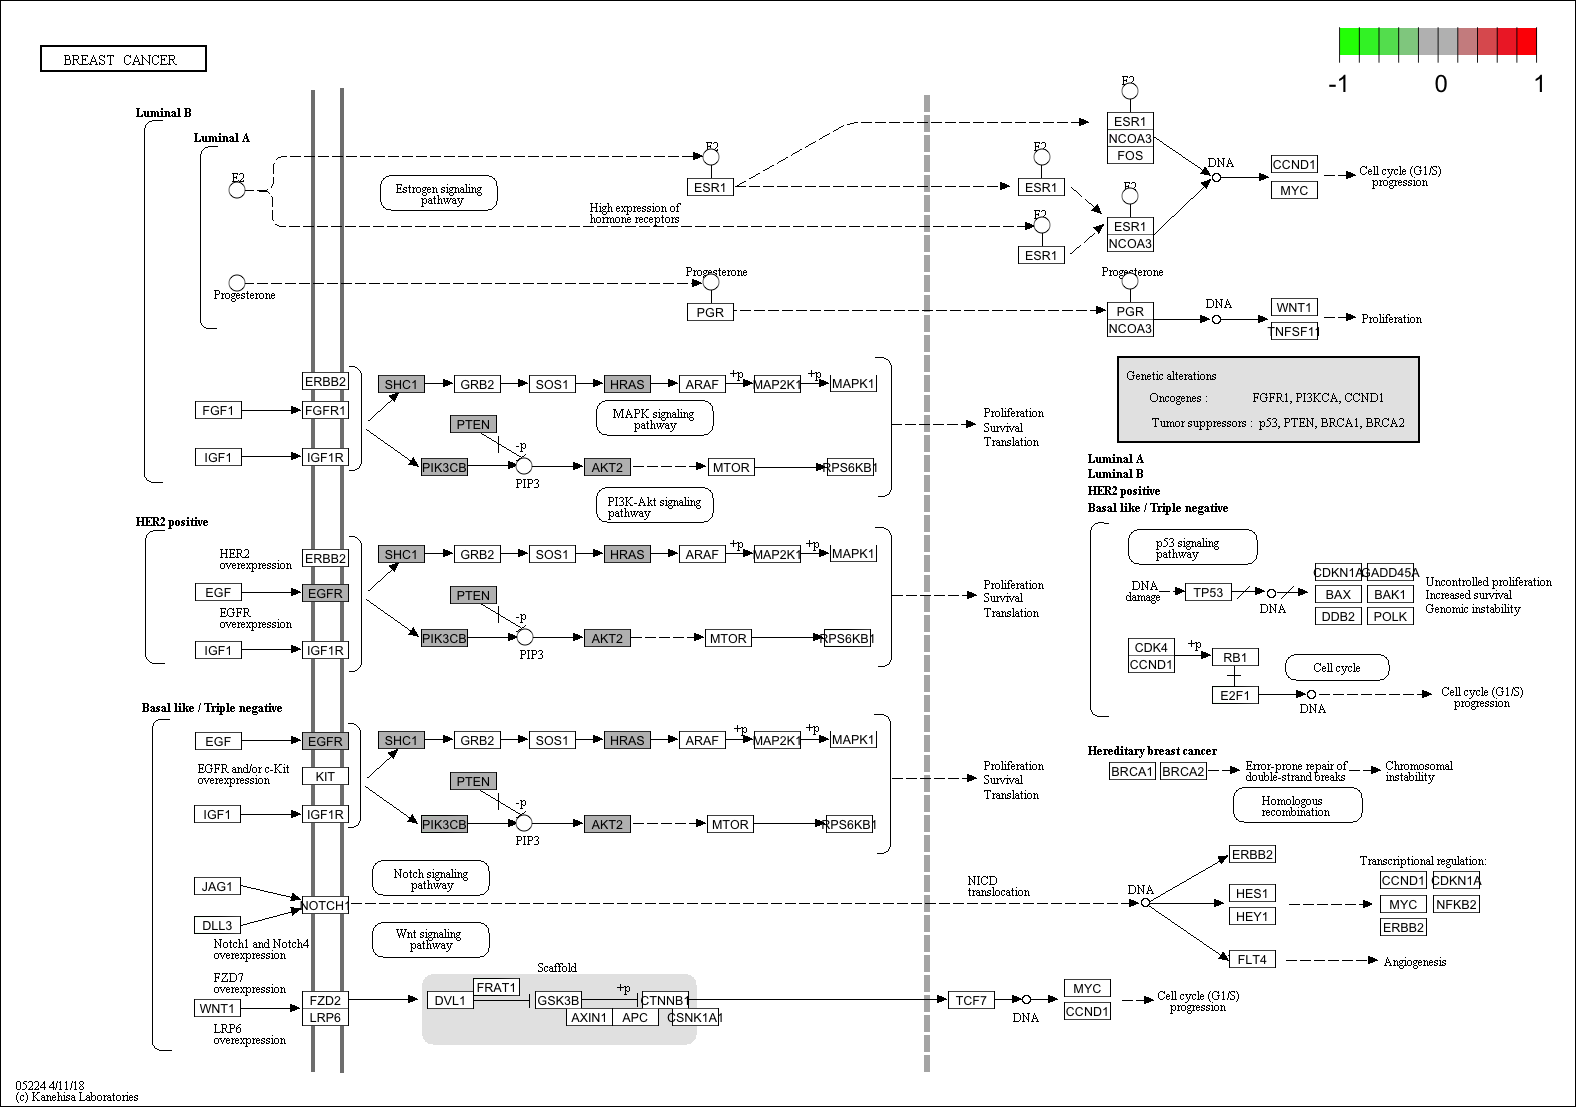 BREAST CANCER
-1 0 1
Luminal B
Luminal A
E2
Estrogen signaling
pathway
High expression of
hormone receptors
E2
ESR1
E2
ESR1
E2
ESR1
E2
ESR1
NCOA3
FOS
E2
ESR1
NCOA3
DNA
CCND1
MYC
Cell cycle (G1/S)
progression
Progesterone
Progesterone
PGR
Progesterone
PGR
NCOA3
DNA
WNT1
TNFSF11
Proliferation
ERBB2
FGF1
FGFR1
IGF1
IGF1R
SHC1
GRB2
SOS1
HRAS
ARAF
+p
MAP2K1
+p
MAPK1
MAPK signaling
pathway
PTEN
-p
PIK3CB
PIP3
AKT2
MTOR
RPS6KB1
PI3K-Akt signaling
pathway
Proliferation
Survival
Translation
Genetic alterations
Oncogenes : FGFR1, PI3KCA, CCND1
Tumor suppressors : p53, PTEN, BRCA1, BRCA2
HER2 positive
HER2
overexpression
ERBB2
EGF
EGFR
EGFR
overexpression
IGF1
IGF1R
SHC1
GRB2
SOS1
HRAS
ARAF
+p
MAP2K1
+p
MAPK1
PTEN
-p
PIK3CB
PIP3
AKT2
MTOR
RPS6KB1
Proliferation
Survival
Translation
Luminal A
Luminal B
HER2 positive
Basal like / Triple negative
p53 signaling
pathway
DNA
damage
TP53
DNA
CDKN1A
GADD45A
BAX
BAK1
DDB2
POLK
Uncontrolled proliferation
Increased survival
Genomic instability
CDK4
CCND1
+p
RB1
E2F1
Cell cycle
DNA
Cell cycle (G1/S)
progression
Basal like / Triple negative
EGF
EGFR
EGFR and/or c-Kit
overexpression
KIT
IGF1
IGF1R
SHC1
GRB2
SOS1
HRAS
ARAF
+p
MAP2K1
+p
MAPK1
PTEN
-p
PIK3CB
PIP3
AKT2
MTOR
RPS6KB1
Proliferation
Survival
Translation
Hereditary breast cancer
BRCA1
BRCA2
Error-prone repair of
double-strand breaks
Chromosomal
instability
Homologous
recombination
JAG1
DLL3
NOTCH1
Notch1 and Notch4
overexpression
Notch signaling
pathway
NICD
translocation
DNA
ERBB2
HES1
HEY1
FLT4
Transcriptional regulation:
CCND1
CDKN1A
MYC
NFKB2
ERBB2
Angiogenesis
Wnt signaling
pathway
FZD7
overexpression
WNT1
FZD2
LRP6
LRP6
overexpression
Scaffold
DVL1
FRAT1
GSK3B
+p
CTNNB1
AXIN1
APC
CSNK1A1
TCF7
DNA
MYC
CCND1
Cell cycle (G1/S)
progression
05224 4/11/18
(c) Kanehisa Laboratories